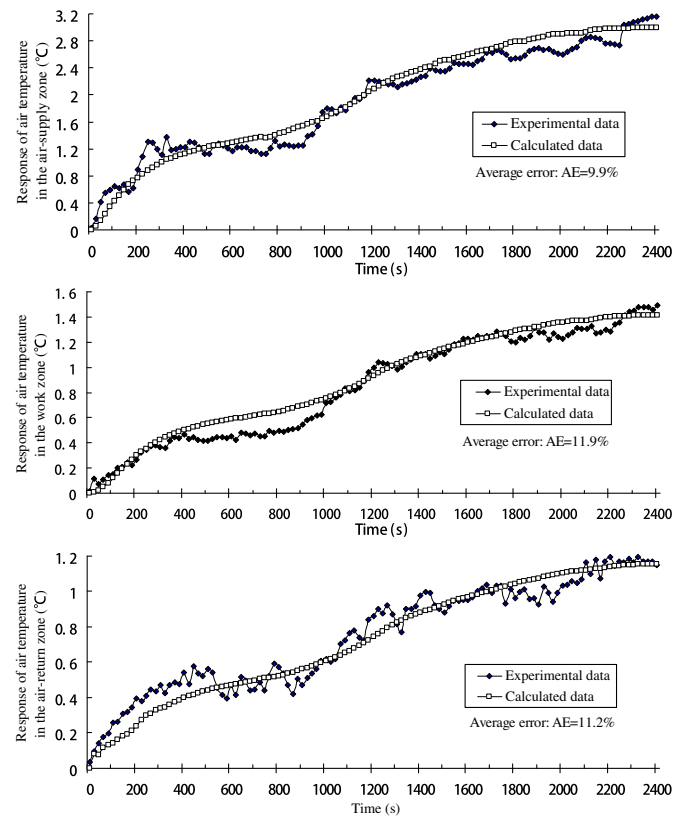 Response of air temperature
in the air-supply zone (℃)
3.2
2.8
2.4
2
1.6
1.2
0.8
0.4
0
0 200 400 600 800 1000 1200 1400 1600 1800 2000 2200 2400
Time(s)
Experimental data
Calculated data
Average error: AE=9.9%
Response of air temperature
in the work zone (℃)
1.6
1.4
1.2
1
0.8
0.6
0.4
0.2
0
0 200 400 600 800 1000 1200 1400 1600 1800 2000 2200 2400
Time(s)
Experimental data
Calculated data
Average error: AE=11.9%
Response of air temperature
in the air-return zone (℃)
1.2
1
0.8
0.6
0.4
0.2
0
0 200 400 600 800 1000 1200 1400 1600 1800 2000 2200 2400
Time (s)
Experimental data
Calculated data
Average error: AE=11.2%